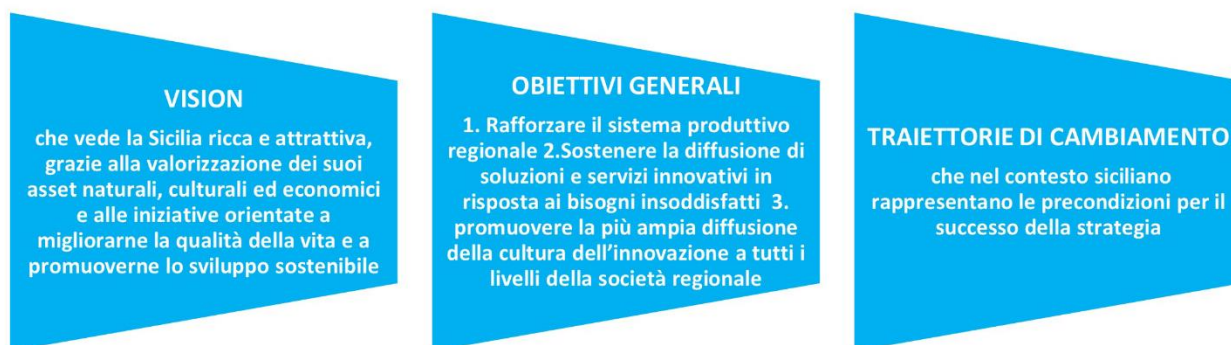 VISION
che vede la Sicilia ricca e attrattiva,
grazie alla valorizzazione dei suoi
asset naturali, culturali ed economici
e alle iniziative orientate a
migliorarne la qualità della vita e a
promuoverne lo sviluppo sostenibile
OBIETTIVI GENERALI
1. Rafforzare il sistema produttivo
regionale 2.Sostenere la diffusione di
soluzioni e servizi innovativi in
risposta ai bisogni insoddisfatti 3.
promuovere la più ampia diffusione
della cultura dell’innovazione a tutti i
livelli della società regionale
TRAIETTORIE DI CAMBIAMENTO
che nel contesto siciliano
rappresentano le precondizioni per il
successo della strategia